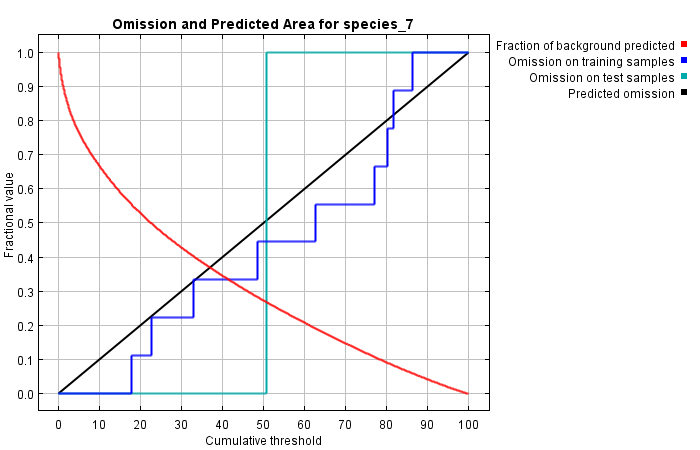 Omission and Predicted Area for species_7
Fraction of background predicted
Omission on training samples
Omission on test samples
Predicted omission
Fractional value
1.0
0.9
0.8
0.7
0.6
0.5
0.4
0.3
0.2
0.1
0.0
0 10 20 30 40 50 60 70 80 90 100
Cumulative threshold